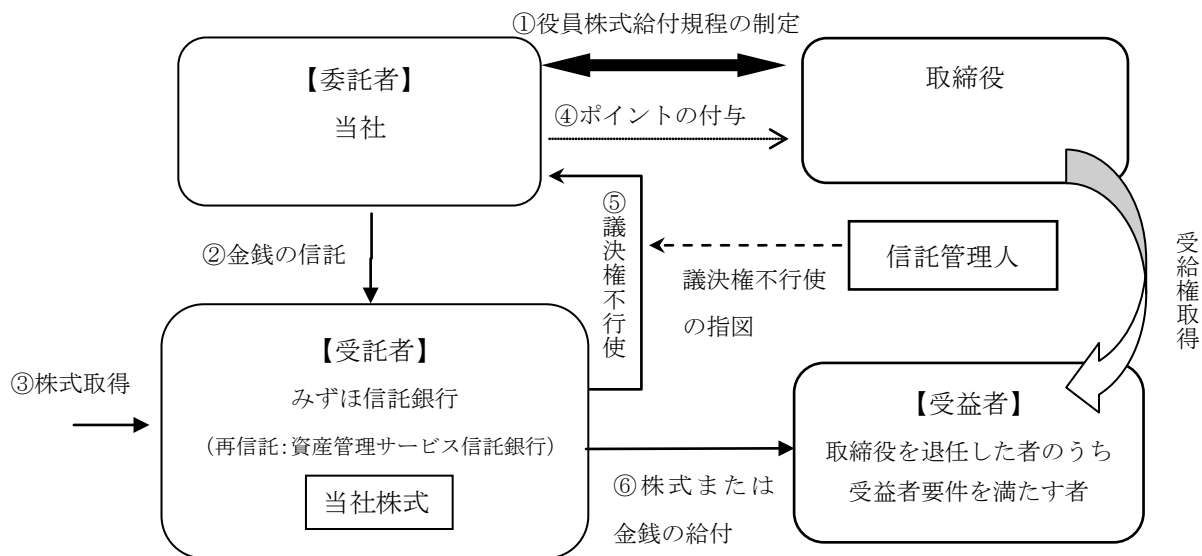 ①役員株式給付規程の制定
【委託者】
当社
取締役
④ポイントの付与
⑤議決権不行使
②金銭の信託
信託管理人
議決権不行使
の指図
受給権取得
③株式取得
【受託者】
みずほ信託銀行
(再信託:資産管理サービス信託銀行)
当社株式
⑥株式または
金銭の給付
【受益者】
取締役を退任した者のうち
受益者要件を満たす者